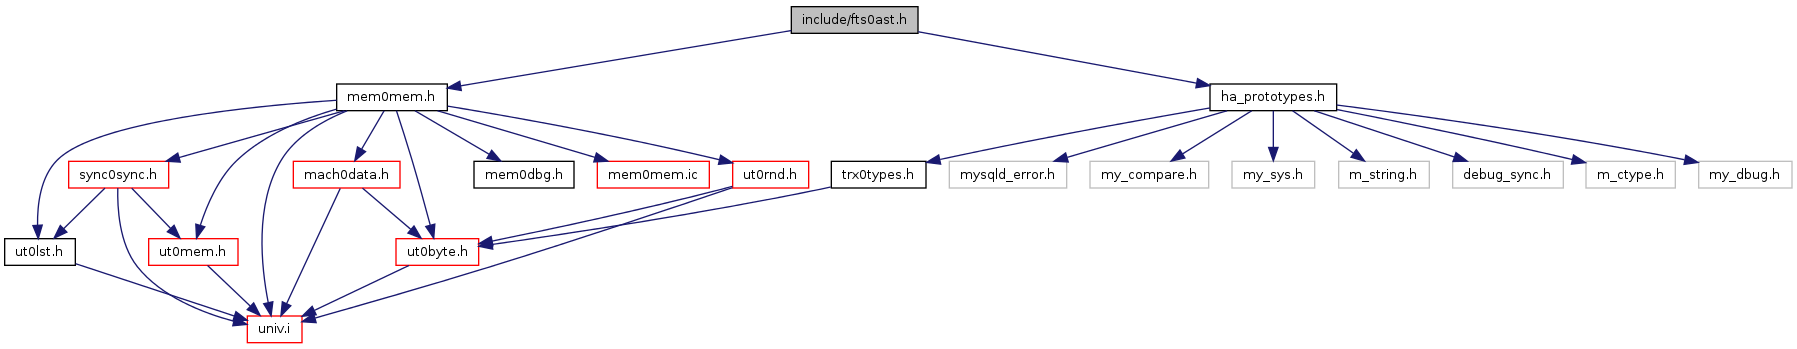 include/fts0ast.h
mem0mem.h
ha_prototypes.h
sync0sync.h
mach0data.h
mem0dbg.h
mem0mem.ic
ut0rnd.h
trx0types.h
mysqld_error.h
my_compare.h
my_sys.h
m_string.h
debug_sync.h
m_ctype.h
my_dbug.h
ut0lst.h
ut0mem.h
ut0byte.h
univ.i